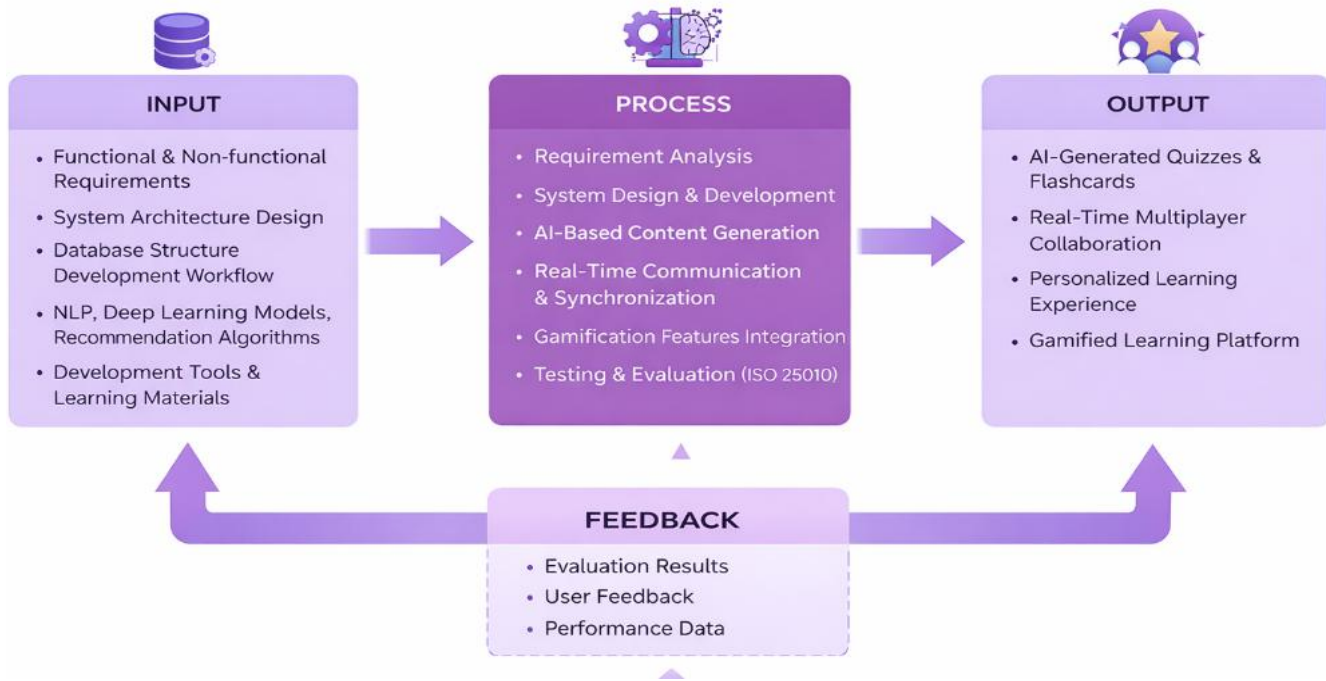 INPUT
• Functional & Non-functional
Requirements
• System Architecture Design
• Database Structure
Development Workflow
• NLP, Deep Learning Models,
Recommendation Algorithms
• Development Tools &
Learning Materials
PROCESS
• Requirement Analysis
• System Design & Development
• AI-Based Content Generation
• Real-Time Communication
& Synchronization
• Gamification Features Integration
• Testing & Evaluation (ISO 25010)
OUTPUT
• AI-Generated Quizzes &
Flashcards
• Real-Time Multiplayer
Collaboration
• Personalized Learning
Experience
• Gamified Learning Platform
FEEDBACK
• Evaluation Results
• User Feedback
• Performance Data